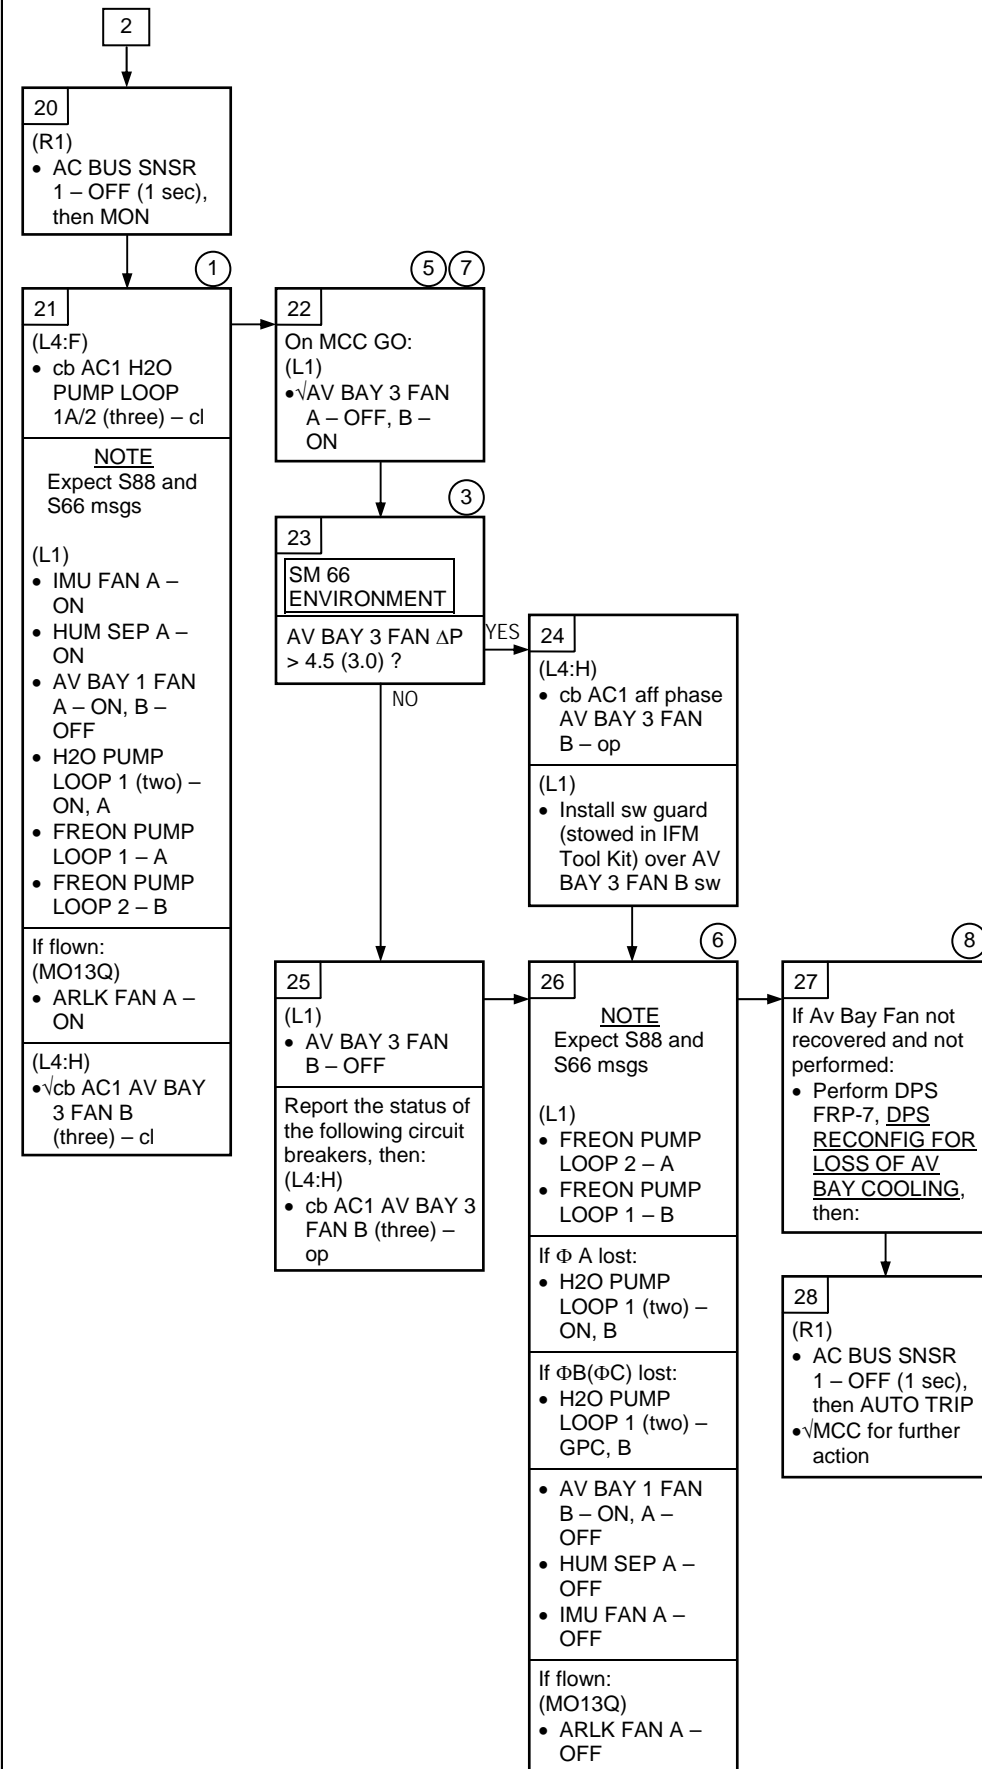 2
20
(R1)
• AC BUS SNSR
1 – OFF (1 sec),
then MON
1
21
(L4:F)
• cb AC1 H2O
PUMP LOOP
1A/2 (three) – cl
NOTE
Expect S88 and
S66 msgs
(L1)
• IMU FAN A –
ON
• HUM SEP A –
ON
• AV BAY 1 FAN
A – ON, B –
OFF
• H2O PUMP
LOOP 1 (two) –
ON, A
• FREON PUMP
LOOP 1 – A
• FREON PUMP
LOOP 2 – B
If flown:
(MO13Q)
• ARLK FAN A –
ON
(L4:H)
•√cb AC1 AV BAY
3 FAN B
(three) – cl
5 7
22
On MCC GO:
(L1)
•√AV BAY 3 FAN
A – OFF, B –
ON
3
23
SM 66
ENVIRONMENT
AV BAY 3 FAN ΔP
> 4.5 (3.0) ?
YES
NO
24
(L4:H)
• cb AC1 aff phase
AV BAY 3 FAN
B – op
(L1)
• Install sw guard
(stowed in IFM
Tool Kit) over AV
BAY 3 FAN B sw
25
(L1)
• AV BAY 3 FAN
B – OFF
Report the status of
the following circuit
breakers, then:
(L4:H)
• cb AC1 AV BAY 3
FAN B (three) –
op
6
26
NOTE
Expect S88 and
S66 msgs
(L1)
• FREON PUMP
LOOP 2 – A
• FREON PUMP
LOOP 1 – B
If Φ A lost:
• H2O PUMP
LOOP 1 (two) –
ON, B
If ΦB(ΦC) lost:
• H2O PUMP
LOOP 1 (two) –
GPC, B
• AV BAY 1 FAN
B – ON, A –
OFF
• HUM SEP A –
OFF
• IMU FAN A –
OFF
If flown:
(MO13Q)
• ARLK FAN A –
OFF
8
27
If Av Bay Fan not
recovered and not
performed:
• Perform DPS
FRP-7, DPS
RECONFIG FOR
LOSS OF AV
BAY COOLING,
then:
28
(R1)
• AC BUS SNSR
1 – OFF (1 sec),
then AUTO TRIP
•√MCC for further
action